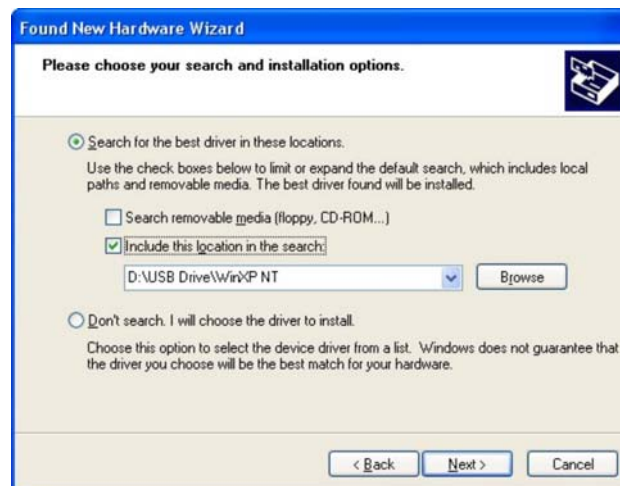 Found New Hardware Wizard
Please choose your search and installation options.
Search for the best driver in these locations.
Use the check boxes below to limit or expand the default search, which includes local
paths and removable media. The best driver found will be installed.
Search removable media (floppy, CD-ROM...)
Include this location in the search:
D:\USB Drive\WinXP NT
Browse
Don't search. I will choose the driver to install.
Choose this option to select the device driver from a list. Windows does not guarantee that
the driver you choose will be the best match for your hardware.
< Back Next > Cancel